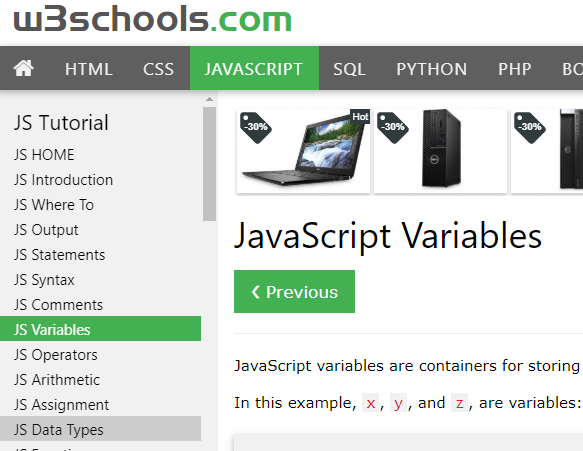 w3schools.com
HTML CSS JAVASCRIPT SQL PYTHON PHP BO
JS Tutorial
JS HOME
JS Introduction
JS Where To
JS Output
JS Statements
JS Syntax
JS Comments
JS Variables
JS Operators
JS Arithmetic
JS Assignment
JS Data Types
-30%
Hot
-30%
-30%
DELL
JavaScript Variables
❮ Previous
JavaScript variables are containers for storing
In this example, x, y, and z, are variables: